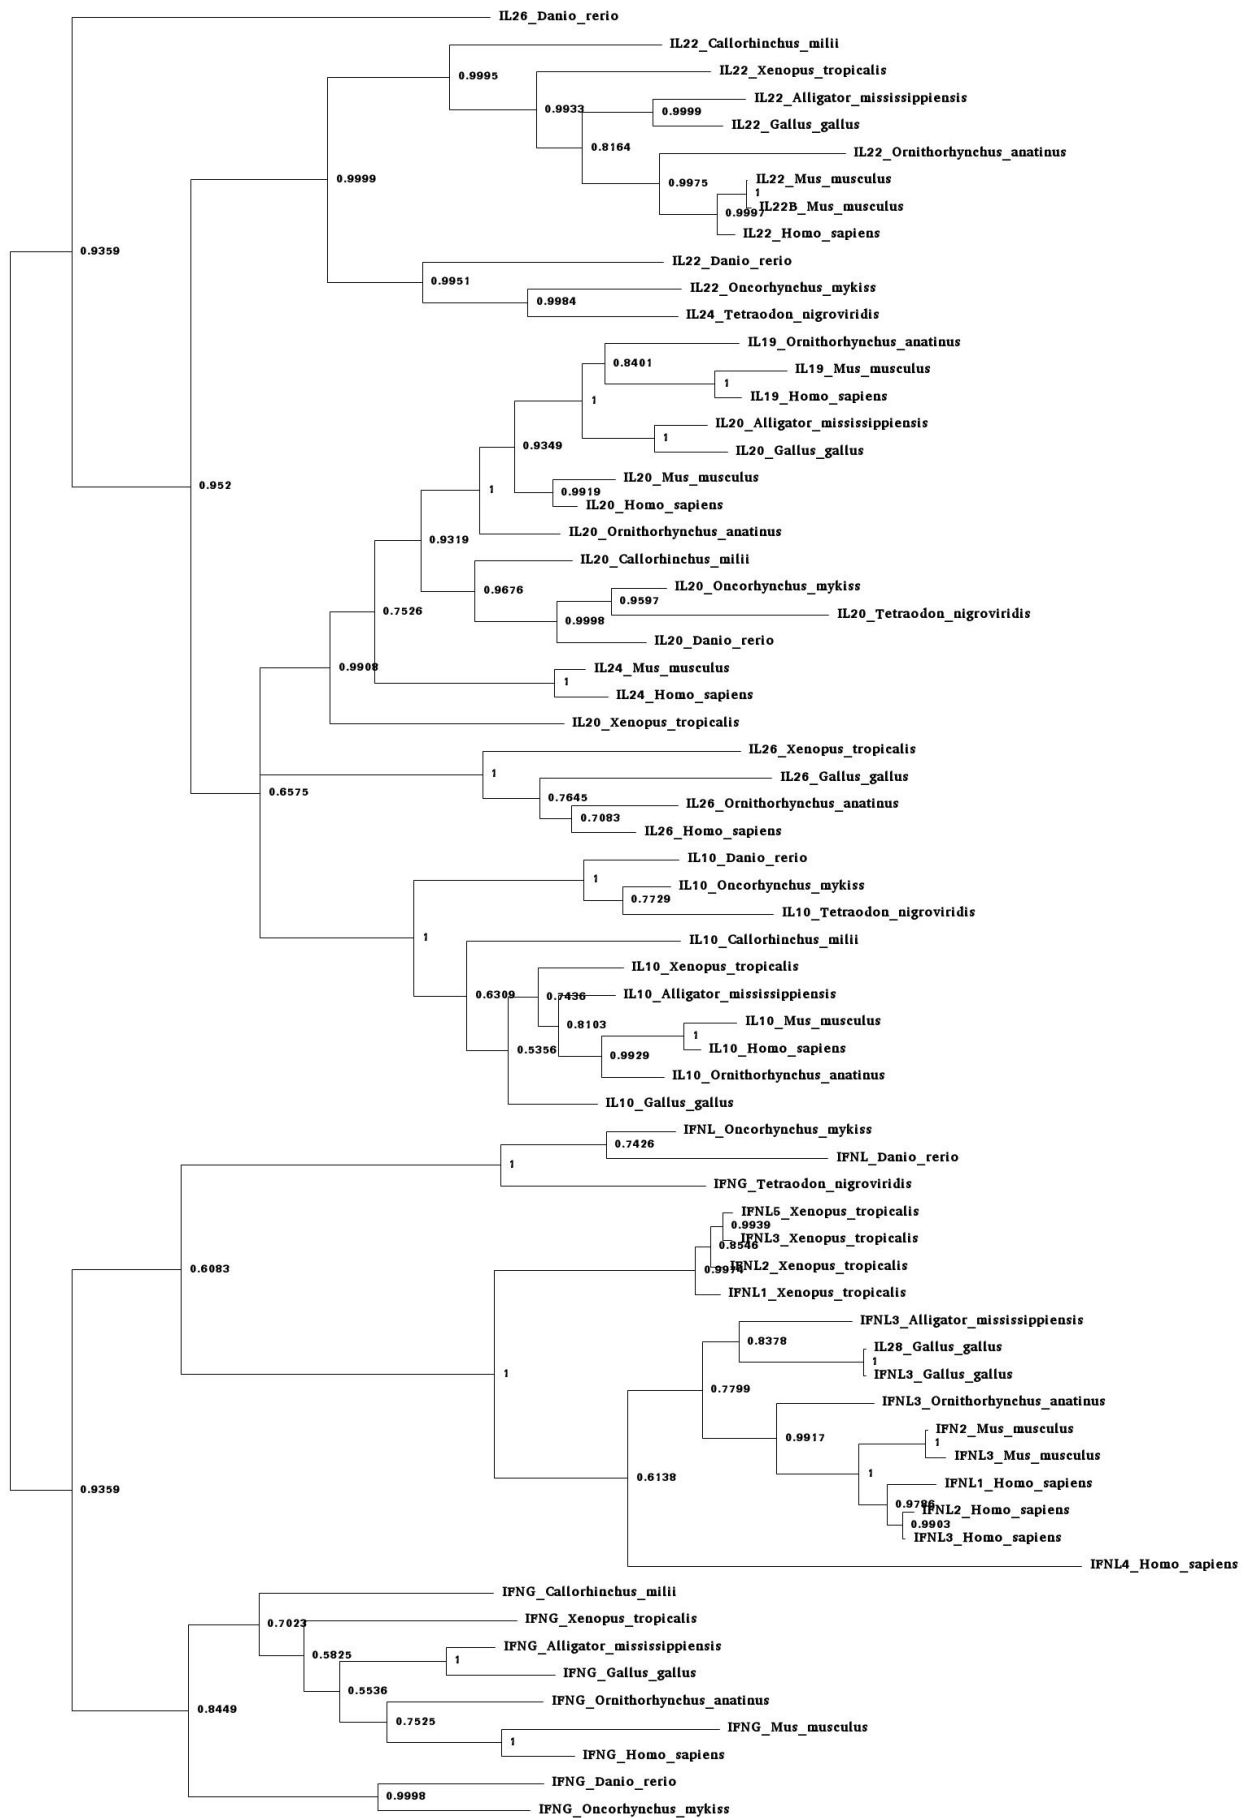 IL26_Danio_rerio
IL22_Callorhinchus_milii
0.9995
IL22_Xenopus_tropicalis
IL22_Alligator_mississippiensis
0.9933
0.9999
IL22_Gallus_gallus
0.8164
IL22_Ornithorhynchus_anatinus
0.9999
0.9975
IL22_Mus_musculus
1
IL22B_Mus_musculus
0.9997
IL22_Homo_sapiens
0.9359
IL22_Danio_rerio
0.9951
IL22_Oncorhynchus_mykiss
0.9984
IL24_Tetraodon_nigroviridis
IL19_Ornithorhynchus_anatinus
0.8401
IL19_Mus_musculus
1
IL19_Homo_sapiens
1
IL20_Alligator_mississippiensis
1
0.9349
IL20_Gallus_gallus
IL20_Mus_musculus
0.952
1
0.9919
IL20_Homo_sapiens
IL20_Ornithorhynchus_anatinus
0.9319
IL20_Callorhinchus_milii
0.9676
IL20_Oncorhynchus_mykiss
0.9597
0.7526
IL20_Tetraodon_nigroviridis
0.9998
IL20_Danio_rerio
0.9908
IL24_Mus_musculus
1
IL24_Homo_sapiens
IL20_Xenopus_tropicalis
IL26_Xenopus_tropicalis
1
IL26_Gallus_gallus
0.6575
0.7645
IL26_Ornithorhynchus_anatinus
0.7083
IL26_Homo_sapiens
IL10_Danio_rerio
1
IL10_Oncorhynchus_mykiss
0.7729
IL10_Tetraodon_nigroviridis
1
IL10_Callorhinchus_milii
IL10_Xenopus_tropicalis
0.6309
0.7436
IL10_Alligator_mississippiensis
0.8103
IL10_Mus_musculus
1
0.5356
IL10_Homo_sapiens
0.9929
IL10_Ornithorhynchus_anatinus
IL10_Gallus_gallus
IFNL_Oncorhynchus_mykiss
0.7426
IFNL_Danio_rerio
1
IFNG_Tetraodon_nigroviridis
IFNL5_Xenopus_tropicalis
0.9939
IFNL3_Xenopus_tropicalis
0.8546
IFNL2_Xenopus_tropicalis
0.6083
IFNL1_Xenopus_tropicalis
IFNL3_Alligator_mississippiensis
0.8378
IL28_Gallus_gallus
1
IFNL3_Gallus_gallus
1
0.7799
IFNL3_Ornithorhynchus_anatinus
0.9917
IFN2_Mus_musculus
1
IFNL3_Mus_musculus
1
0.6138
IFNL1_Homo_sapiens
0.9359
0.9786
IFNL2_Homo_sapiens
0.9903
IFNL3_Homo_sapiens
IFNL4_Homo_sapiens
IFNG_Callorhinchus_milii
0.7023
IFNG_Xenopus_tropicalis
0.5825
IFNG_Alligator_mississippiensis
1
IFNG_Gallus_gallus
0.5536
IFNG_Ornithorhynchus_anatinus
0.8449
0.7525
IFNG_Mus_musculus
1
IFNG_Homo_sapiens
IFNG_Danio_rerio
0.9998
IFNG_Oncorhynchus_mykiss